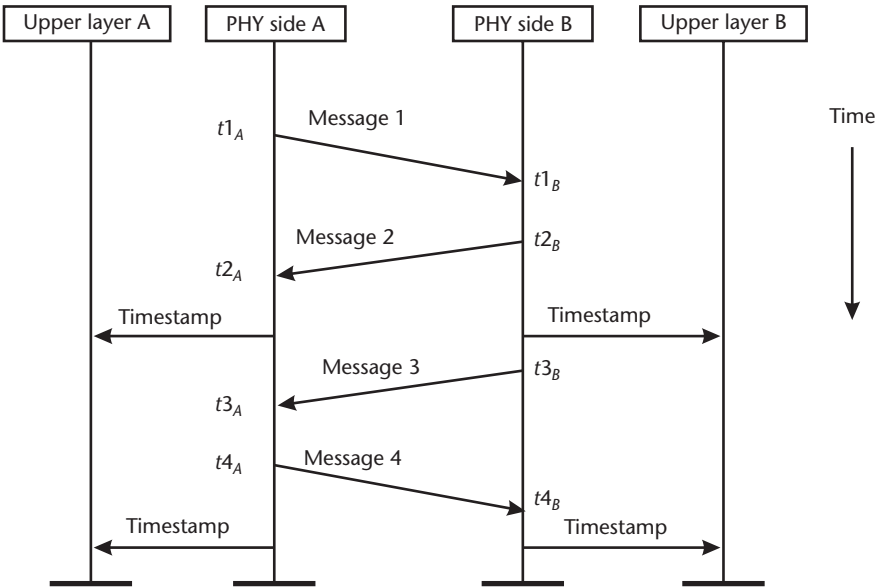 Upper layer A
PHY side A
PHY side B
Upper layer B
Time
Message 1
t1A
t1B
Message 2
t2B
t2A
Timestamp
Timestamp
Message 3
t3B
t3A
Message 4
t4A
t4B
Timestamp
Timestamp